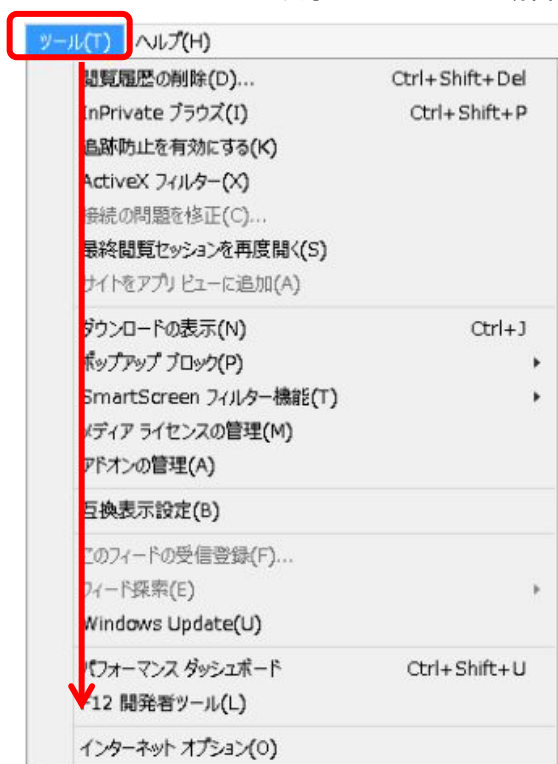 ツール(T) ヘルプ(H)
閲覧履歴の削除(D)... Ctrl+Shift+Del
InPrivate ブラウズ(I) Ctrl+Shift+P
追跡防止を有効にする(K)
ActiveX フィルター(X)
接続の問題を修正(C)...
最終閲覧セッションを再度開く(S)
サイトをアプリ ビューに追加(A)
ダウンロードの表示(N) Ctrl+J
ポップアップ ブロック(P)
SmartScreen フィルター機能(T)
メディア ライセンスの管理(M)
アドオンの管理(A)
互換表示設定(B)
このフィードの受信登録(F)...
フィード探索(E)
Windows Update(U)
パフォーマンス ダッシュボード Ctrl+Shift+U
F12 開発者ツール(L)
インターネット オプション(O)